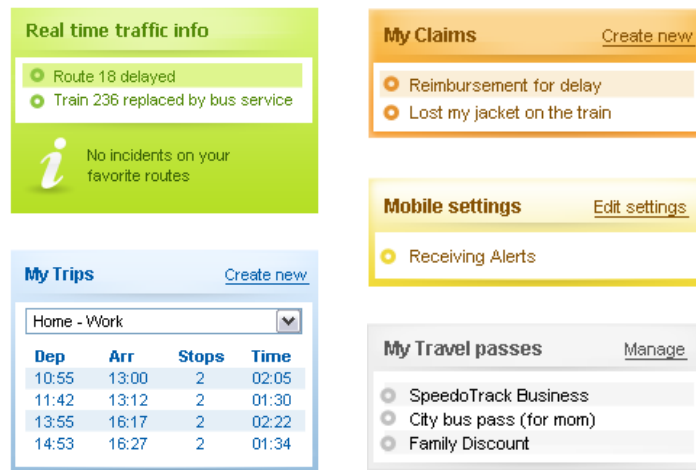 Real time traffic info
Route 18 delayed
Train 236 replaced by bus service
i
No incidents on your
favorite routes
My Trips Create new
Home - Work
Dep Arr Stops Time
10:55 13:00 2 02:05
11:42 13:12 2 01:30
13:55 16:17 2 02:22
14:53 16:27 2 01:34
My Claims Create new
Reimbursement for delay
Lost my jacket on the train
Mobile settings Edit settings
Receiving Alerts
My Travel passes Manage
SpeedoTrack Business
City bus pass (for mom)
Family Discount